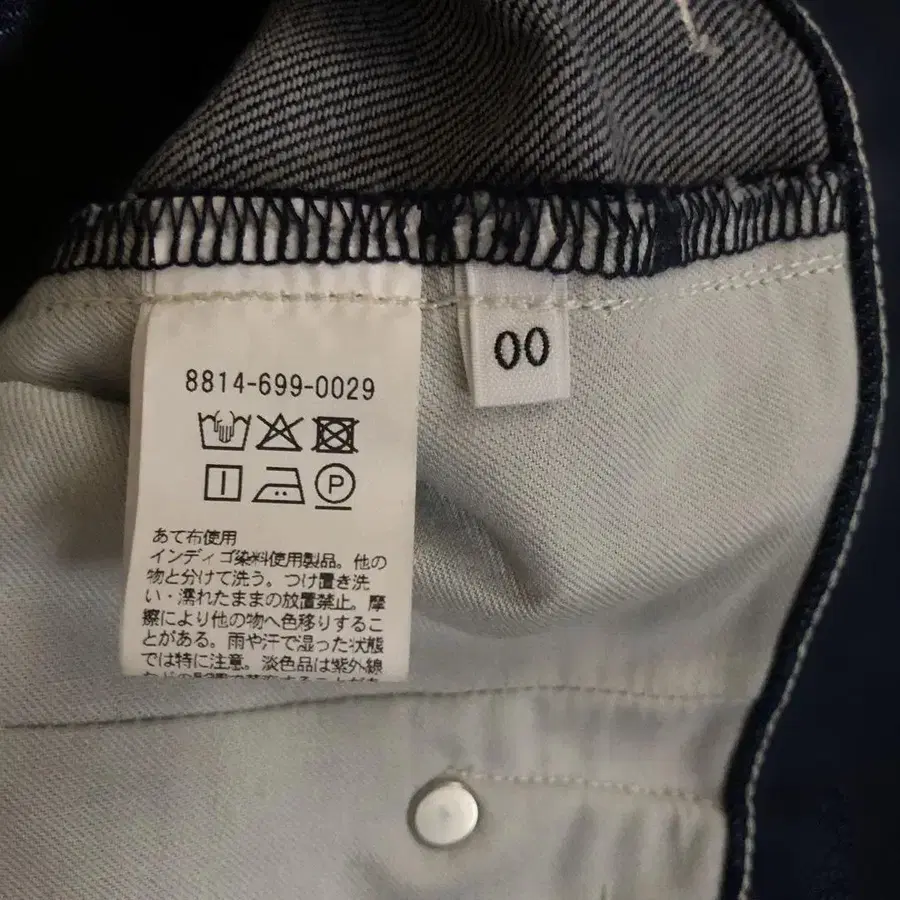 8814-699-0029
00
P
あて布使用
インディゴ染料使用製品。他の
物と分けて洗う。つけ置き洗
い・濡れたままの放置禁止。摩
擦により他の物へ色移りするこ
とがある。雨や汗で湿った状態
では特に注意。淡色品は紫外線